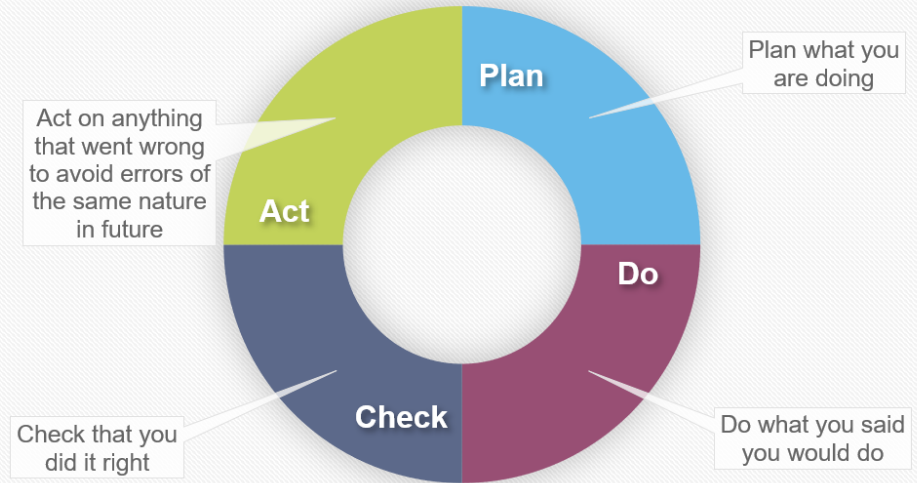 Plan
Plan what you
are doing
Do
Do what you said
you would do
Check
Check that you
did it right
Act
Act on anything
that went wrong
to avoid errors of
the same nature
in future